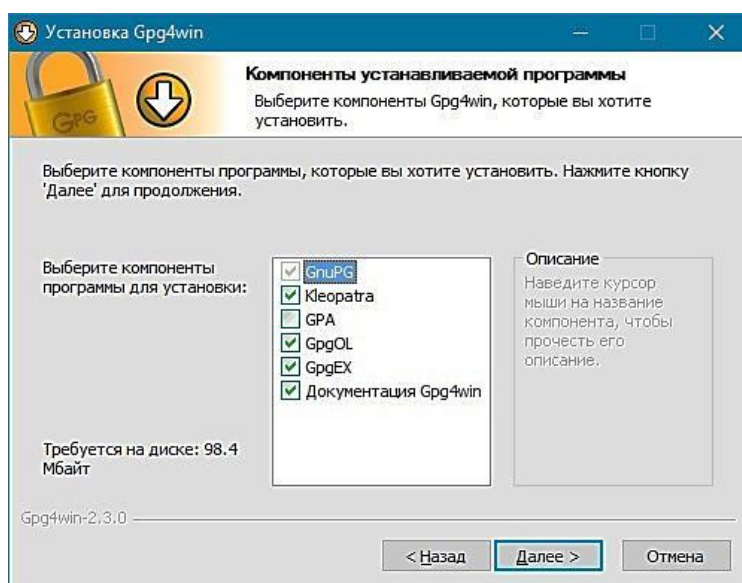 Установка Gpg4win
GPG
Компоненты устанавливаемой программы
Выберите компоненты Gpg4win, которые вы хотите
установить.
Выберите компоненты программы, которые вы хотите установить. Нажмите кнопку
'Далее' для продолжения.
Выберите компоненты
программы для установки:
GnuPG
Kleopatra
GPA
GpgOL
GpgEX
Документация Gpg4win
Описание
Наведите курсор
мыши на название
компонента, чтобы
прочесть его
описание.
Требуется на диске: 98.4
Мбайт
Gpg4win-2.3.0
< Назад
Далее >
Отмена